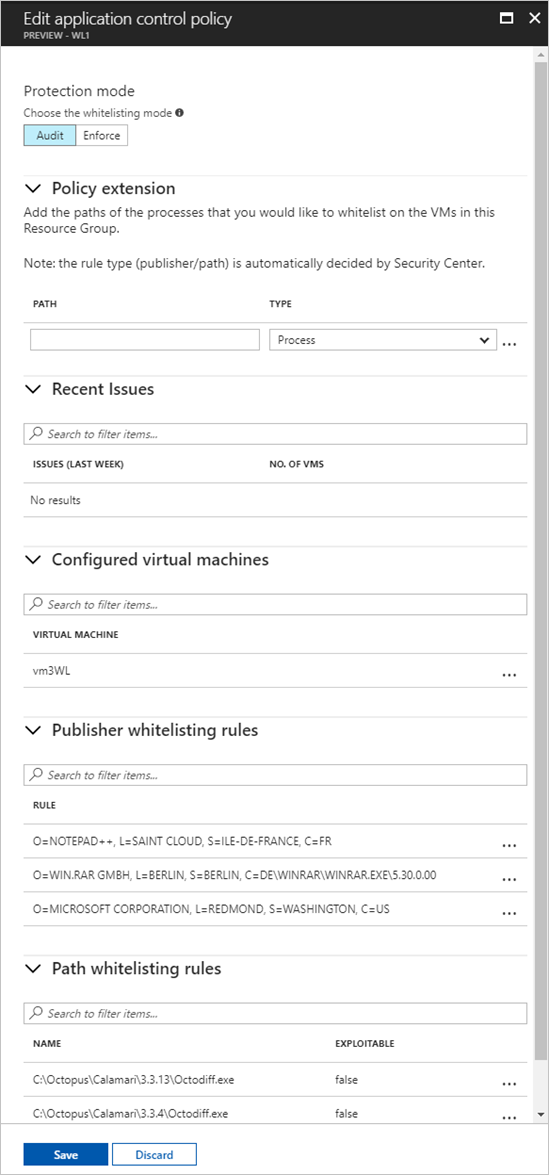 Edit application control policy
PREVIEW - WL1
Protection mode
Choose the whitelisting mode
Audit Enforce
Policy extension
Add the paths of the processes that you would like to whitelist on the VMs in this
Resource Group.
Note: the rule type (publisher/path) is automatically decided by Security Center.
PATH TYPE
Process ...
Recent Issues
Search to filter items...
ISSUES (LAST WEEK) NO. OF VMS
No results
Configured virtual machines
Search to filter items...
VIRTUAL MACHINE
vm3WL ...
Publisher whitelisting rules
Search to filter items...
RULE
O=NOTEPAD++, L=SAINT CLOUD, S=ILE-DE-FRANCE, C=FR ...
O=WIN.RAR GMBH, L=BERLIN, S=BERLIN, C=DE\WINRAR\WINRAR.EXE\5.30.0.00 ...
O=MICROSOFT CORPORATION, L=REDMOND, S=WASHINGTON, C=US ...
Path whitelisting rules
Search to filter items...
NAME EXPLOITABLE
C:\Octopus\Calamari\3.3.13\Octodiff.exe false ...
C:\Octopus\Calamari\3.3.4\Octodiff.exe false ...
Save Discard